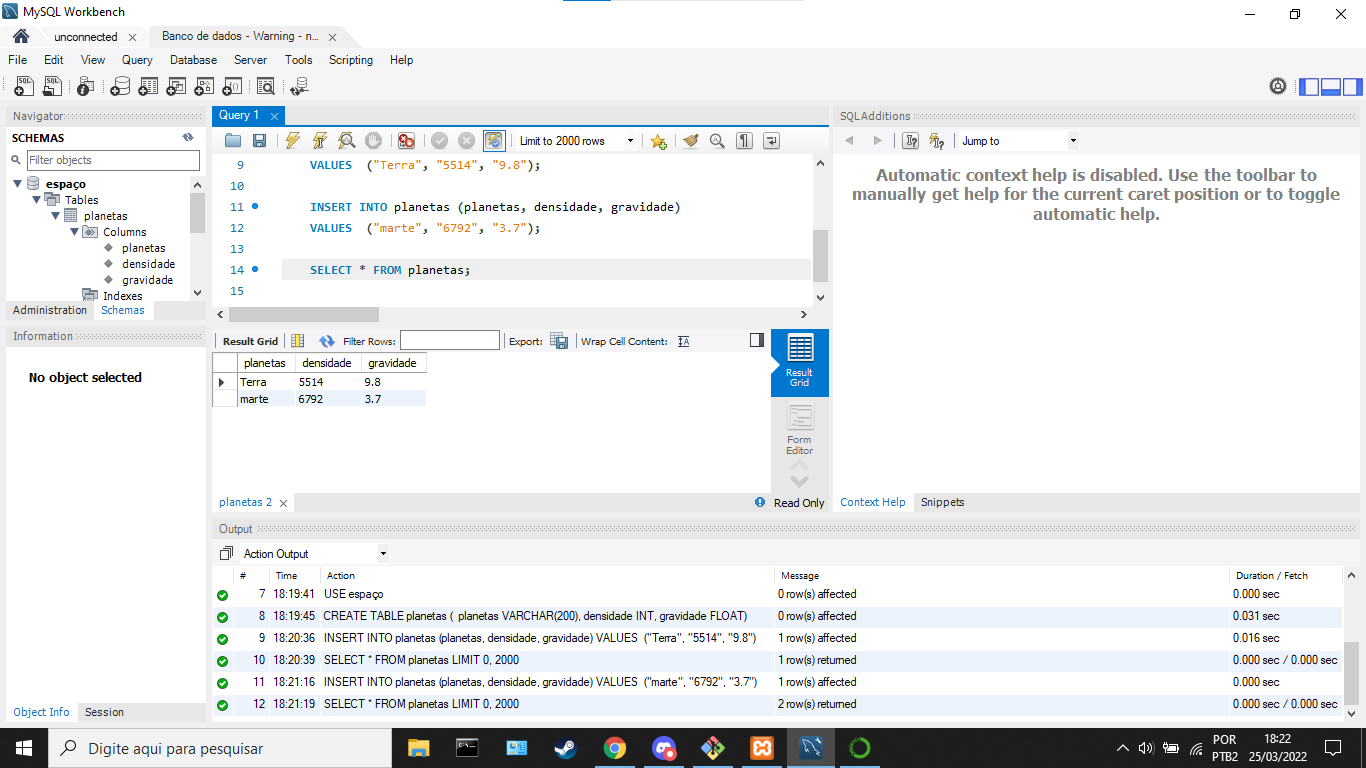 MySQL Workbench
unconnected
Banco de dados - Warning - n...
File Edit View Query Database Server Tools Scripting Help
Navigator
SCHEMAS
Filter objects
espaço
Tables
planetas
Columns
planetas
densidade
gravidade
Indexes
Administration Schemas
Information
No object selected
Object Info Session
Query 1
Limit to 2000 rows
9 VALUES ("Terra", "5514", "9.8");
10
11 INSERT INTO planetas (planetas, densidade, gravidade)
12 VALUES ("marte", "6792", "3.7");
13
14 SELECT * FROM planetas;
15
Result Grid Filter Rows: Export: Wrap Cell Content:
planetas densidade gravidade
Terra 5514 9.8
marte 6792 3.7
Result
Grid
Form
Editor
planetas 2
Read Only
SQLAdditions
Jump to
Automatic context help is disabled. Use the toolbar to
manually get help for the current caret position or to toggle
automatic help.
Context Help Snippets
Output
Action Output
# Time Action Message Duration / Fetch
7 18:19:41 USE espaço 0 row(s) affected 0.000 sec
8 18:19:45 CREATE TABLE planetas ( planetas VARCHAR(200), densidade INT, gravidade FLOAT) 0 row(s) affected 0.031 sec
9 18:20:36 INSERT INTO planetas (planetas, densidade, gravidade) VALUES ("Terra", "5514", "9.8") 1 row(s) affected 0.016 sec
10 18:20:39 SELECT * FROM planetas LIMIT 0, 2000 1 row(s) returned 0.000 sec / 0.000 sec
11 18:21:16 INSERT INTO planetas (planetas, densidade, gravidade) VALUES ("marte", "6792", "3.7") 1 row(s) affected 0.000 sec
12 18:21:19 SELECT * FROM planetas LIMIT 0, 2000 2 row(s) returned 0.000 sec / 0.000 sec
Digite aqui para pesquisar
POR
PTB2
18:22
25/03/2022